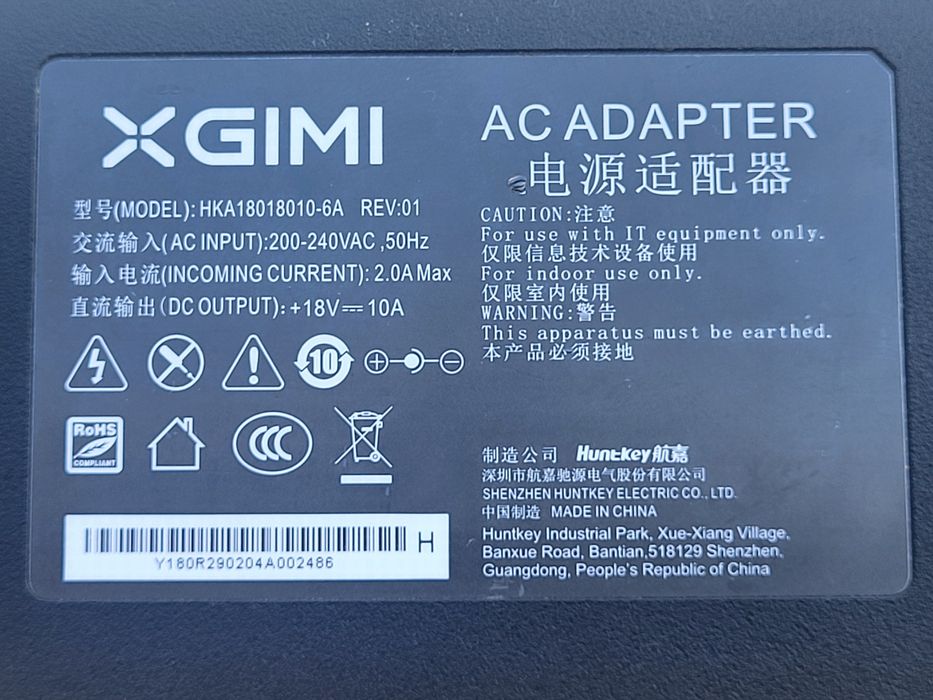 XGIMI
型号(MODEL): HKA18018010-6A REV:01
交流输入(AC INPUT):200-240VAC ,50Hz
输入电流(INCOMING CURRENT): 2.0A Max
直流输出(DC OUTPUT): +18V⎓10A
10
RoHS
COMPLIANT
CCC
H
Y180R290204A002486
AC ADAPTER
电源适配器
CAUTION:注意
For use with IT equipment only.
仅限信息技术设备使用
For indoor use only.
仅限室内使用
WARNING:警告
This apparatus must be earthed.
本产品必须接地
制造公司 Huntkey航嘉
深圳市航嘉驰源电气股份有限公司
SHENZHEN HUNTKEY ELECTRIC CO., LTD.
中国制造 MADE IN CHINA
Huntkey Industrial Park, Xue-Xiang Village,
Banxue Road, Bantian,518129 Shenzhen,
Guangdong, People's Republic of China